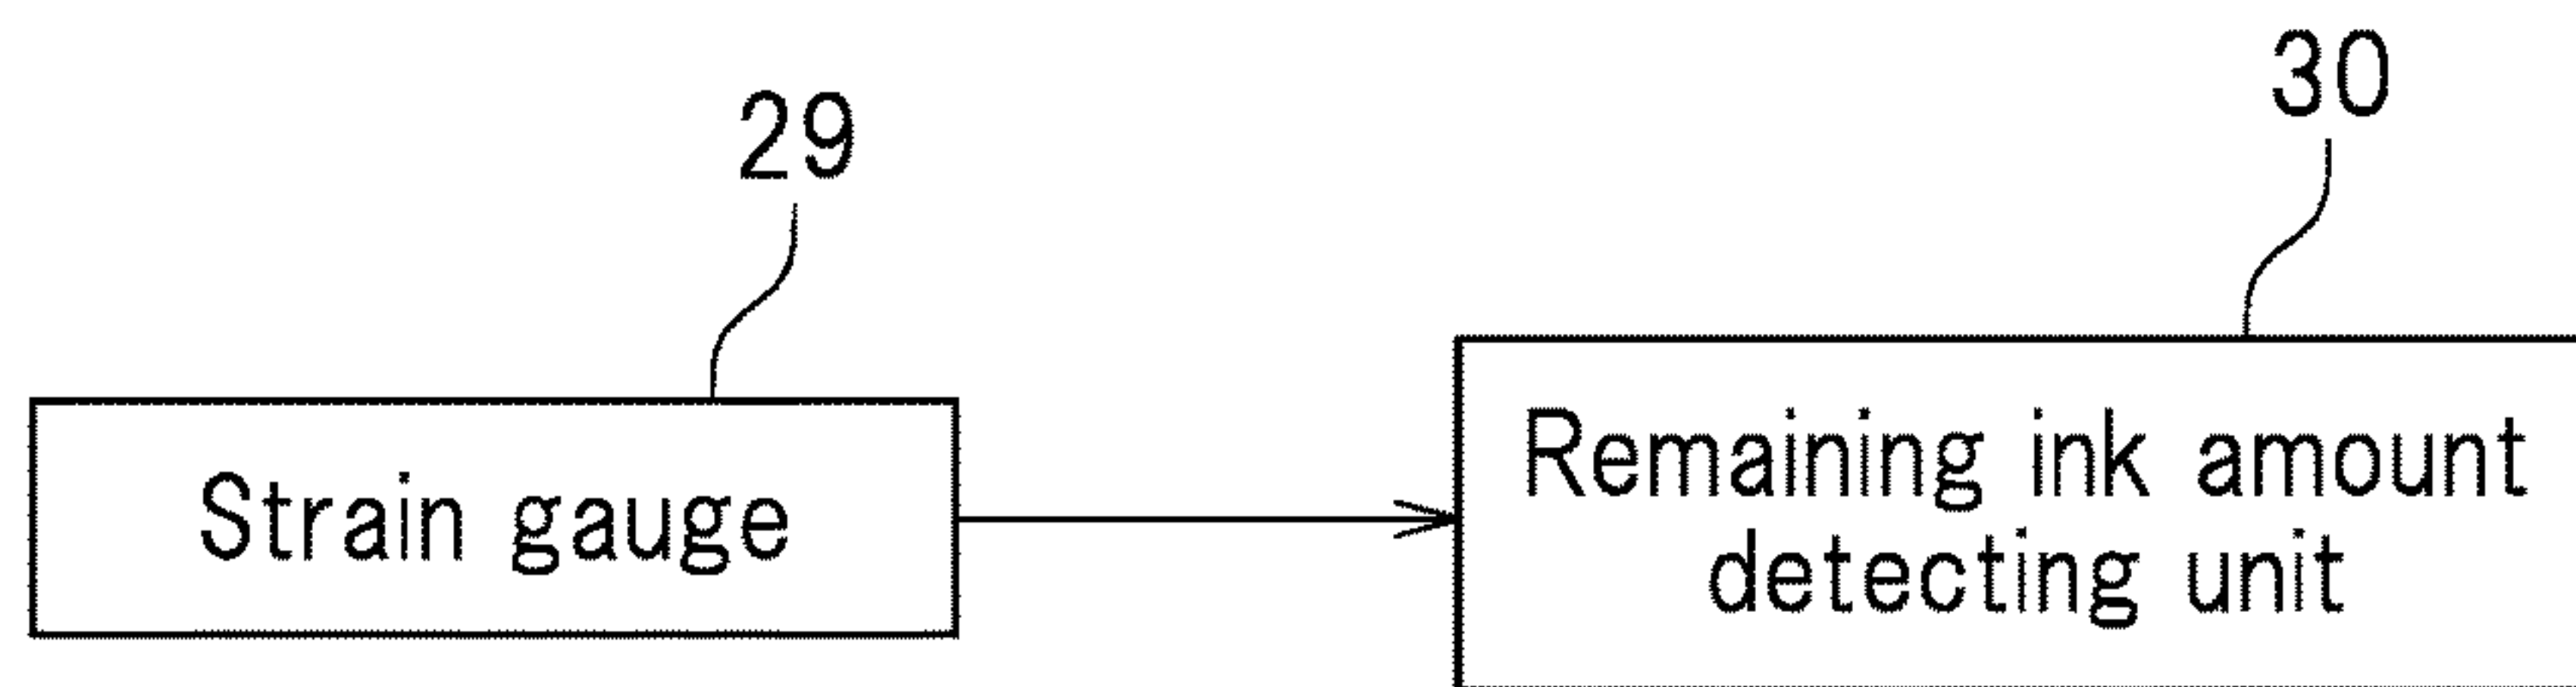 29
30
Strain gauge
Remaining ink amount
detecting unit